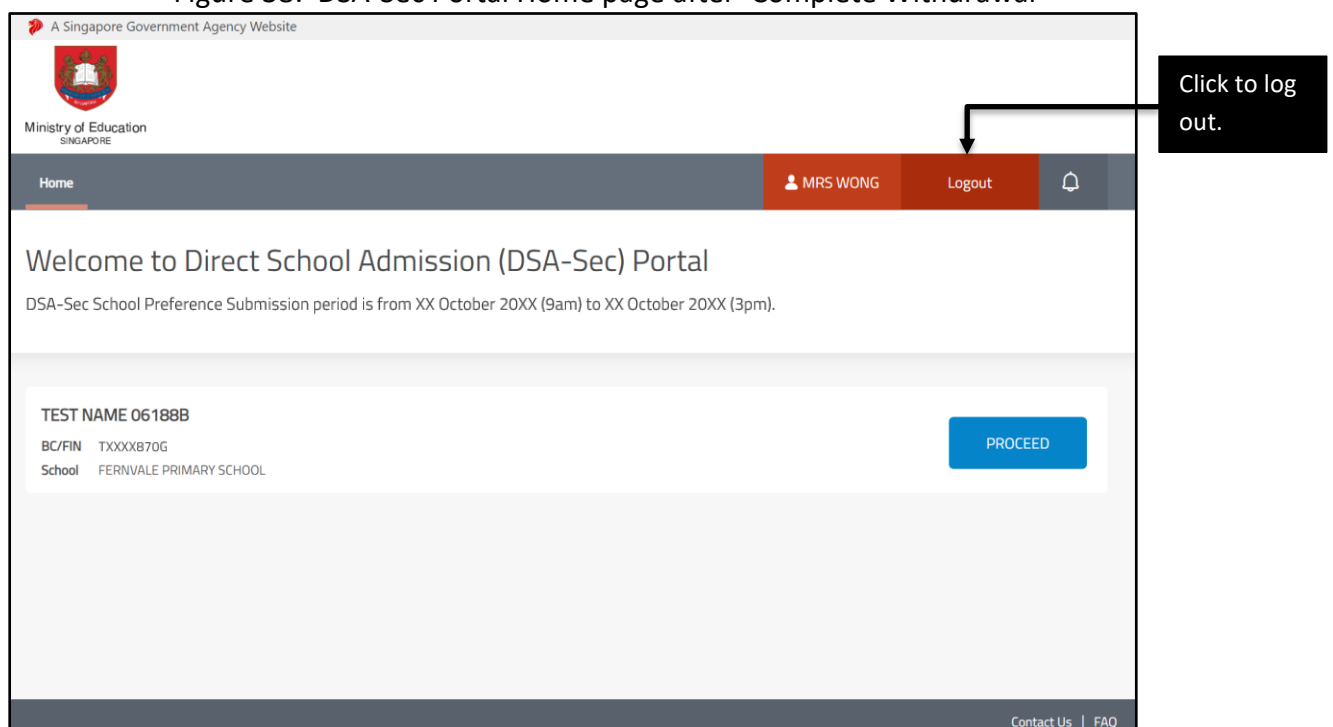 A Singapore Government Agency Website
Ministry of Education
SINGAPORE
Click to log
out.
Home
MRS WONG
Logout
Welcome to Direct School Admission (DSA-Sec) Portal
DSA-Sec School Preference Submission period is from XX October 20XX (9am) to XX October 20XX (3pm).
TEST NAME 06188B
BC/FIN TXXXX870G
School FERNVALE PRIMARY SCHOOL
PROCEED
Contact Us | FAQ